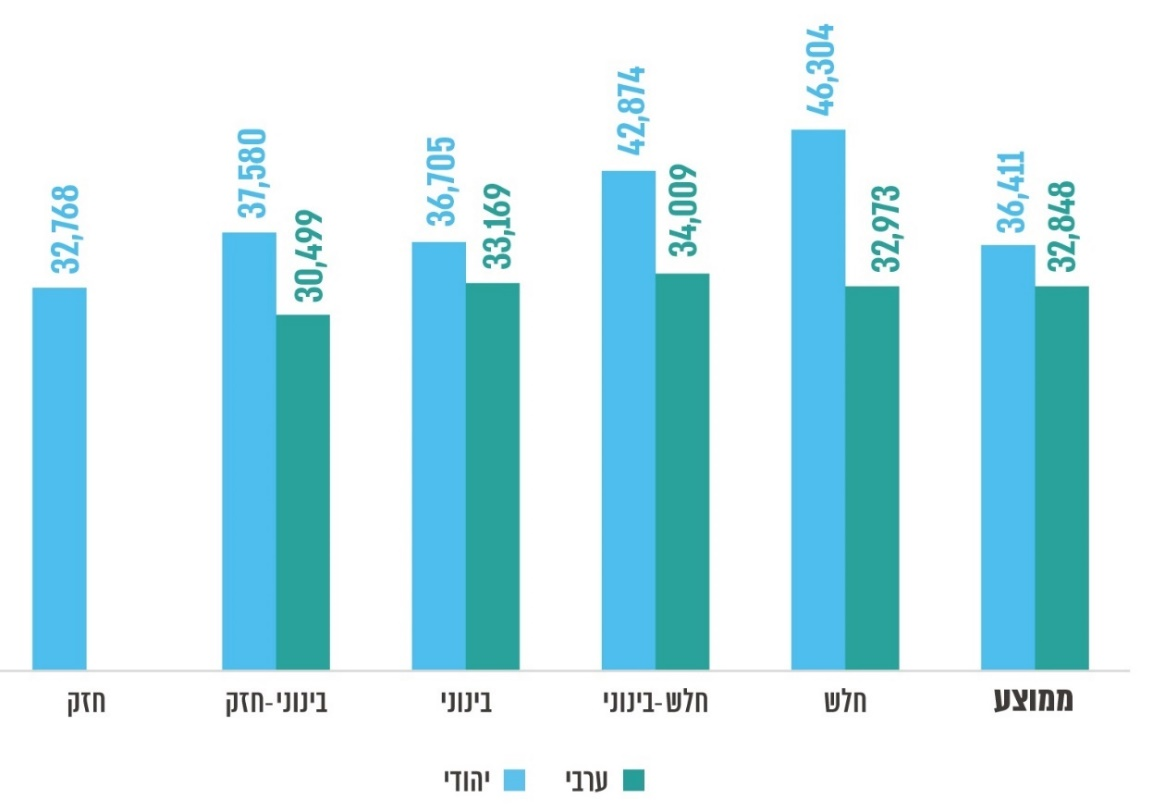 46,304
42,874
36,411
32,848
32,973
34,009
36,705
33,169
37,580
30,499
32,768
ממוצע
חלש
חלש-בינוני
בינוני
בינוני-חזק
חזק
ערבי
יהודי